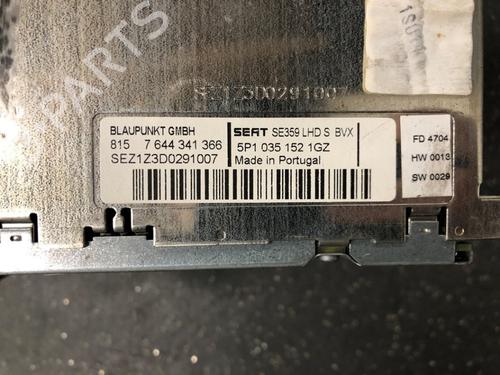 PARTS
1S0
SEZ1Z3D0291007
BLAUPUNKT GMBH
815 7 644 341 366
SEZ1Z3D0291007
SEAT SE359 LHD S BVX
5P1 035 152 1GZ
Made in Portugal
FD 4704
HW 0013
SW 0029